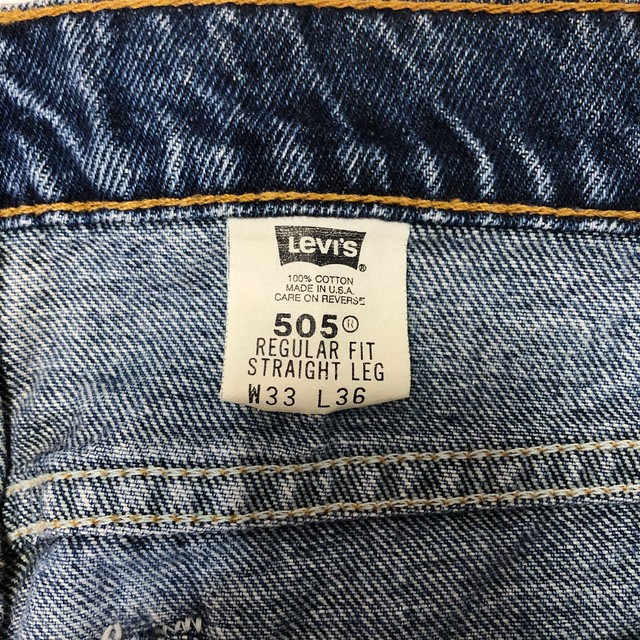 Levi's®
100% COTTON
MADE IN U.S.A.
CARE ON REVERSE
505®
REGULAR FIT
STRAIGHT LEG
W33 L36